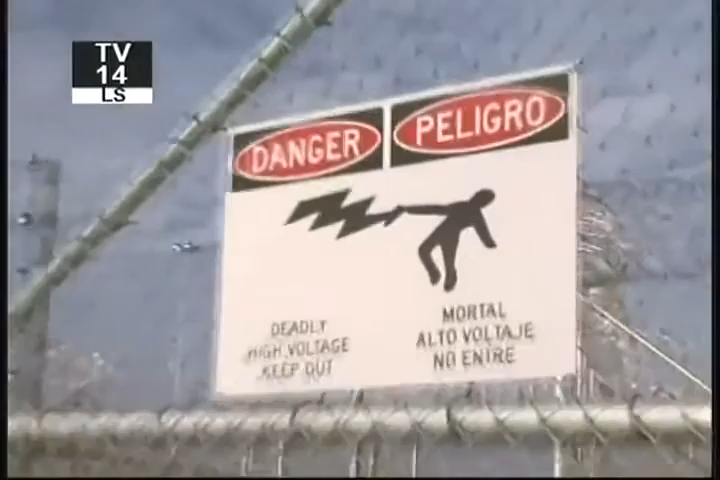 TV
14
LS
DANGER
PELIGRO
DEADLY
HIGH VOLTAGE
KEEP OUT
MORTAL
ALTO VOLTAJE
NO ENTRE